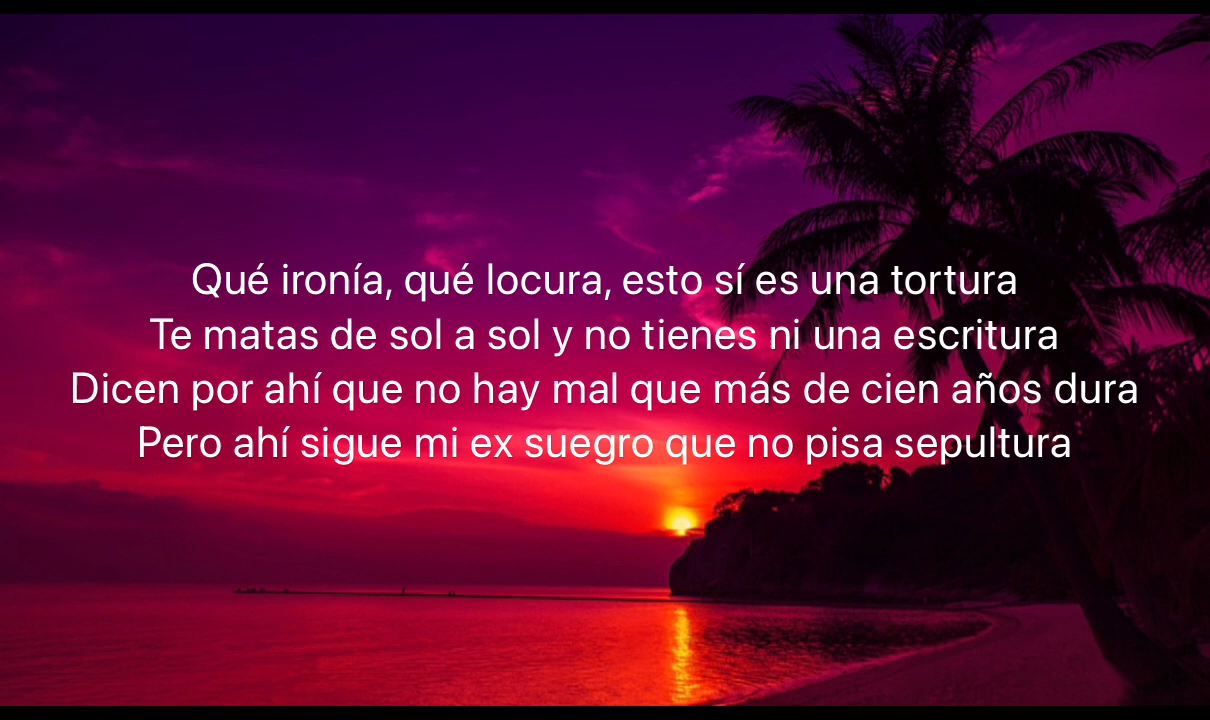 Qué ironía, qué locura, esto sí es una tortura
Te matas de sol a sol y no tienes ni una escritura
Dicen por ahí que no hay mal que más de cien años dura
Pero ahí sigue mi ex suegro que no pisa sepultura